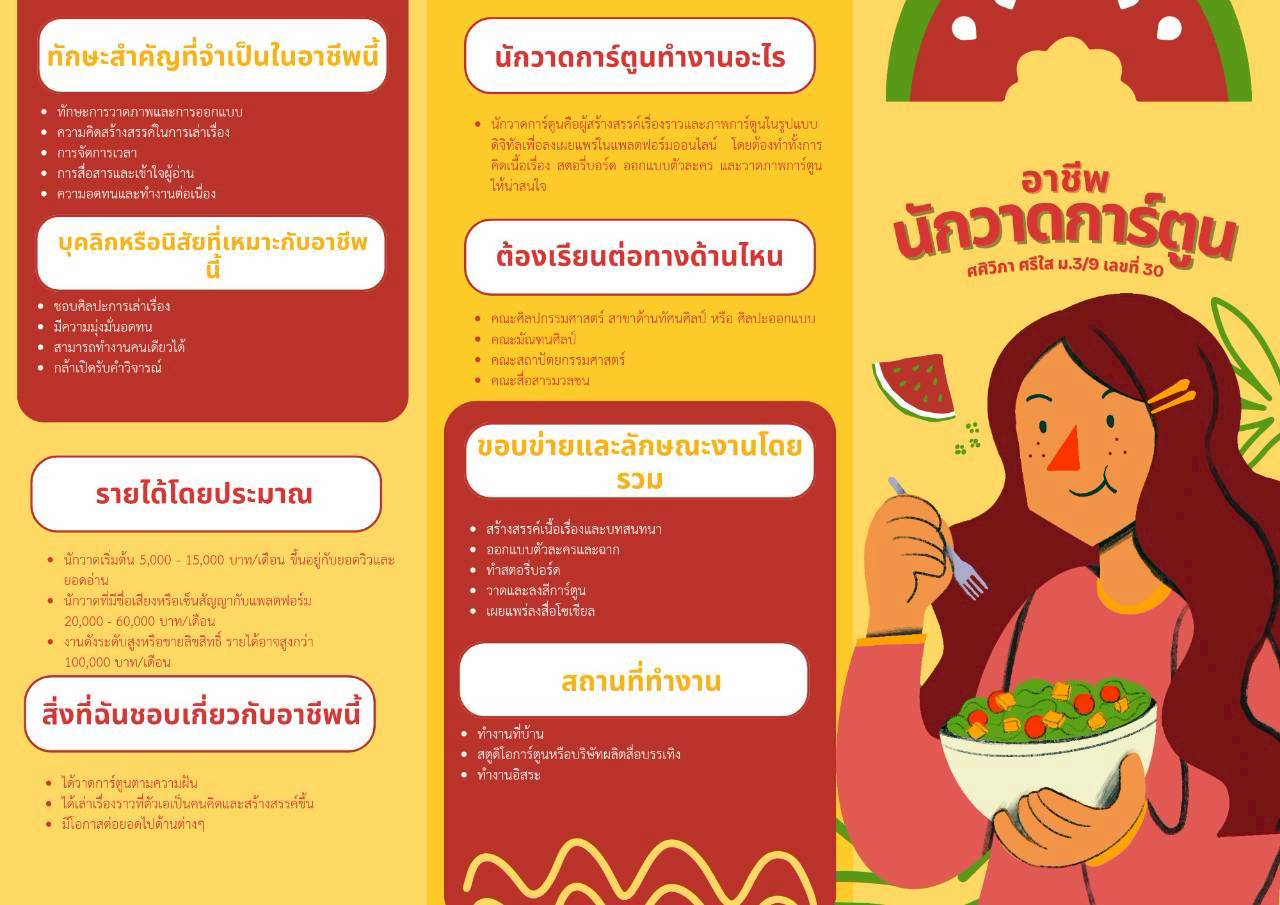 ทักษะสำคัญที่จำเป็นในอาชีพนี้
ทักษะการวาดภาพและการออกแบบ
ความคิดสร้างสรรค์ในการเล่าเรื่อง
การจัดการเวลา
การสื่อสารและเข้าใจผู้อ่าน
ความอดทนและทำงานต่อเนื่อง
บุคลิกหรือนิสัยที่เหมาะกับอาชีพ
นี้
ชอบศิลปะการเล่าเรื่อง
มีความมุ่งมั่นอดทน
สามารถทำงานคนเดียวได้
กล้าเปิดรับคำวิจารณ์
รายได้โดยประมาณ
นักวาดเริ่มต้น 5,000 - 15,000 บาท/เดือน ขึ้นอยู่กับยอดวิวและ
ยอดอ่าน
นักวาดที่มีชื่อเสียงหรือเซ็นสัญญากับแพลตฟอร์ม
20,000 - 60,000 บาท/เดือน
งานดังระดับสูงหรือขายลิขสิทธิ์ รายได้อาจสูงกว่า
100,000 บาท/เดือน
สิ่งที่ฉันชอบเกี่ยวกับอาชีพนี้
ได้วาดการ์ตูนตามความฝัน
ได้เล่าเรื่องราวที่ตัวเอเป็นคนคิดและสร้างสรรค์ขึ้น
มีโอกาสต่อยอดไปด้านต่างๆ
นักวาดการ์ตูนทำงานอะไร
นักวาดการ์ตูนคือผู้สร้างสรรค์เรื่องราวและภาพการ์ตูนในรูปแบบ
ดิจิทัลเพื่อลงเผยแพร่ในแพลตฟอร์มออนไลน์ โดยต้องทำทั้งการ
คิดเนื้อเรื่อง สตอรี่บอร์ด ออกแบบตัวละคร และวาดภาพการ์ตูน
ให้น่าสนใจ
ต้องเรียนต่อทางด้านไหน
คณะศิลปกรรมศาสตร์ สาขาด้านทัศนศิลป์ หรือ ศิลปะออกแบบ
คณะมัณฑนศิลป์
คณะสถาปัตยกรรมศาสตร์
คณะสื่อสารมวลชน
ขอบข่ายและลักษณะงานโดย
รวม
สร้างสรรค์เนื้อเรื่องและบทสนทนา
ออกแบบตัวละครและฉาก
ทำสตอรี่บอร์ด
วาดและลงสีการ์ตูน
เผยแพร่ลงสื่อโซเชียล
สถานที่ทำงาน
ทำงานที่บ้าน
สตูดิโอการ์ตูนหรือบริษัทผลิตสื่อบรรเทิง
ทำงานอิสระ
อาชีพ
นักวาดการ์ตูน
ศศิวิภา ศรีใส ม.3/9 เลขที่ 30